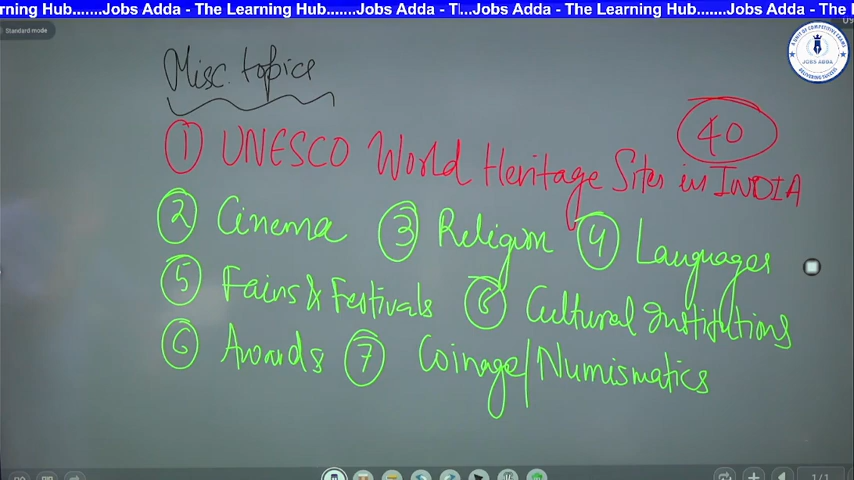 rning Hub.......Jobs Adda - The Learning Hub.......Jobs Adda - T...Jobs Adda - The Learning Hub.......Jobs Adda - The L
Standard mode
JOBS ADDA
Misc. topics
① UNESCO World Heritage Sites in INDIA 40
② Cinema ③ Religion ④ Languages
⑤ Fairs & Festivals ⑧ Cultural Institutions
⑥ Awards ⑦ Coinage/Numismatics
1/1